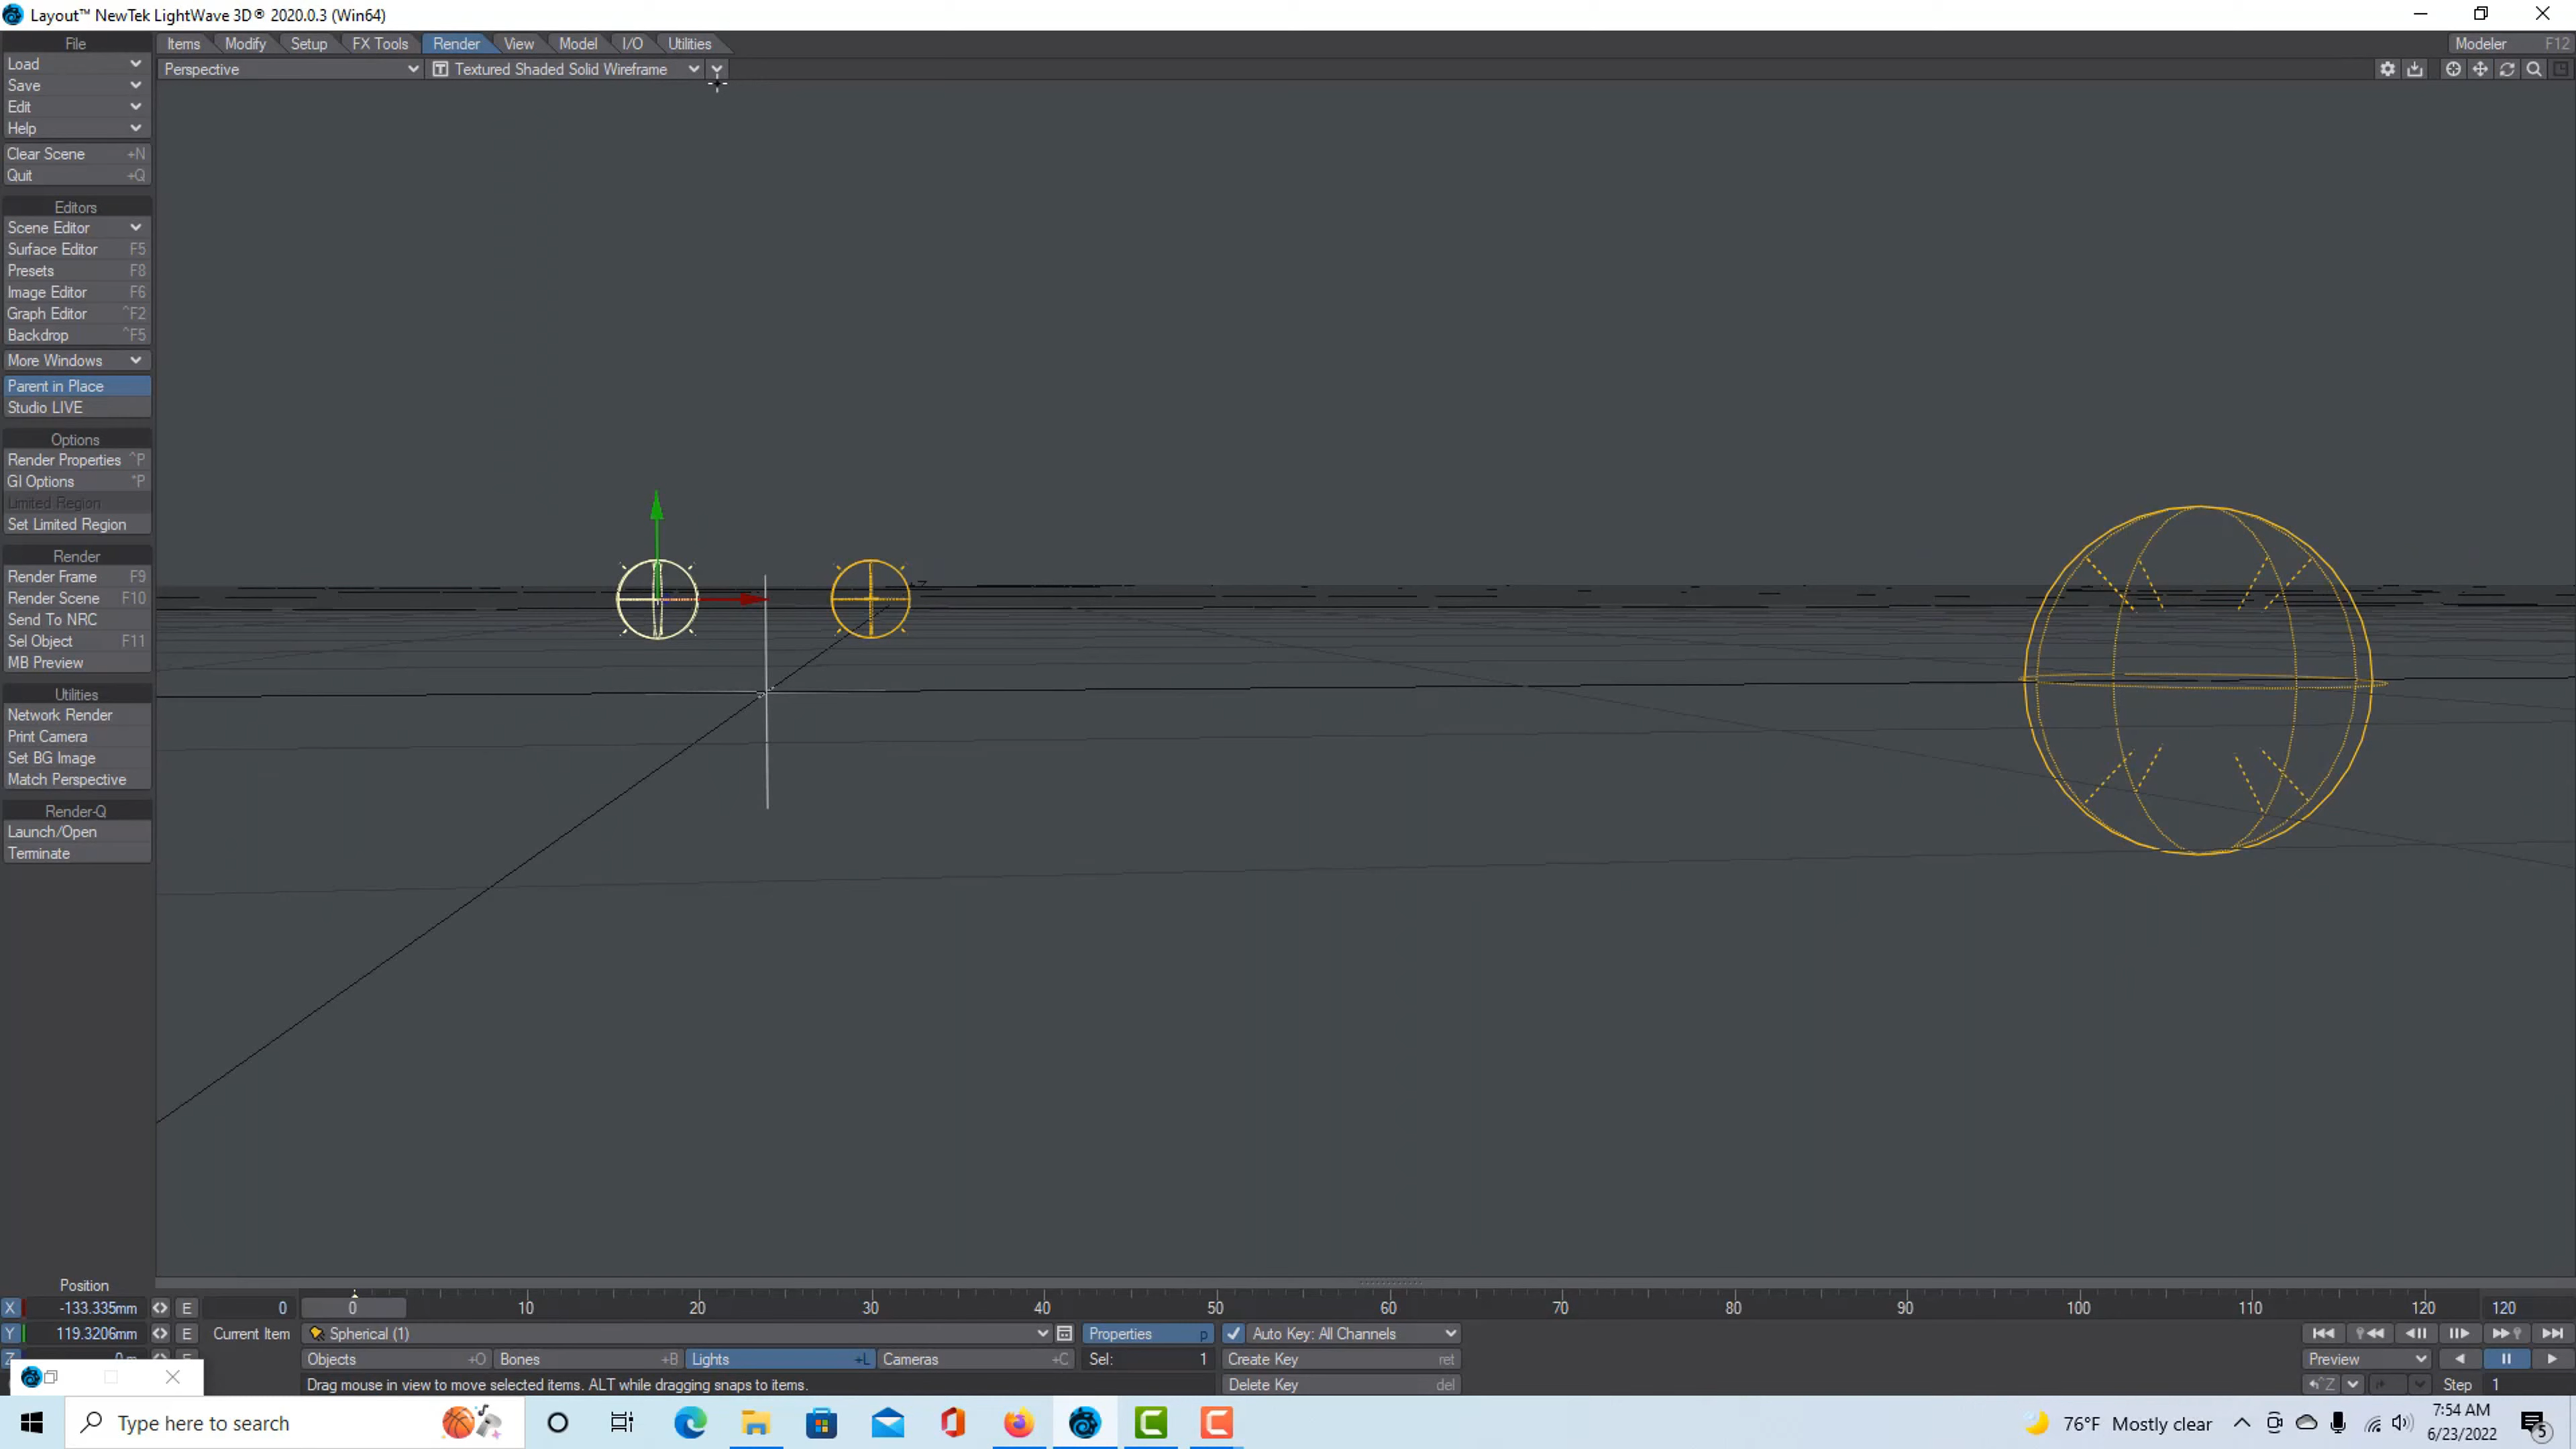 Layout™ NewTek LightWave 3D® 2020.0.3 (Win64)
File
Items Modify Setup FX Tools Render View Model I/O Utilities
Modeler F12
Load
Perspective
Textured Shaded Solid Wireframe
Save
Edit
Help
Clear Scene +N
Quit +Q
Editors
Scene Editor
Surface Editor F5
Presets F8
Image Editor F6
Graph Editor ^F2
Backdrop ^F5
More Windows
Parent in Place
Studio LIVE
Options
Render Properties ^P
GI Options "P
Limited Region
Set Limited Region
Render
Render Frame F9
Render Scene F10
Send To NRC
Sel Object F11
MB Preview
Utilities
Network Render
Print Camera
Set BG Image
Match Perspective
Render-Q
Launch/Open
Terminate
Position
X -133.335mm E 0 0 10 20 30 40 50 60 70 80 90 100 110 120 120
Y 119.3206mm E Current Item Spherical (1) Properties p Auto Key: All Channels
Objects +O Bones +B Lights +L Cameras +C Sel: 1 Create Key ret Preview
Drag mouse in view to move selected items. ALT while dragging snaps to items. Delete Key del ^Z Step 1
Type here to search
76°F Mostly clear
7:54 AM
6/23/2022
5